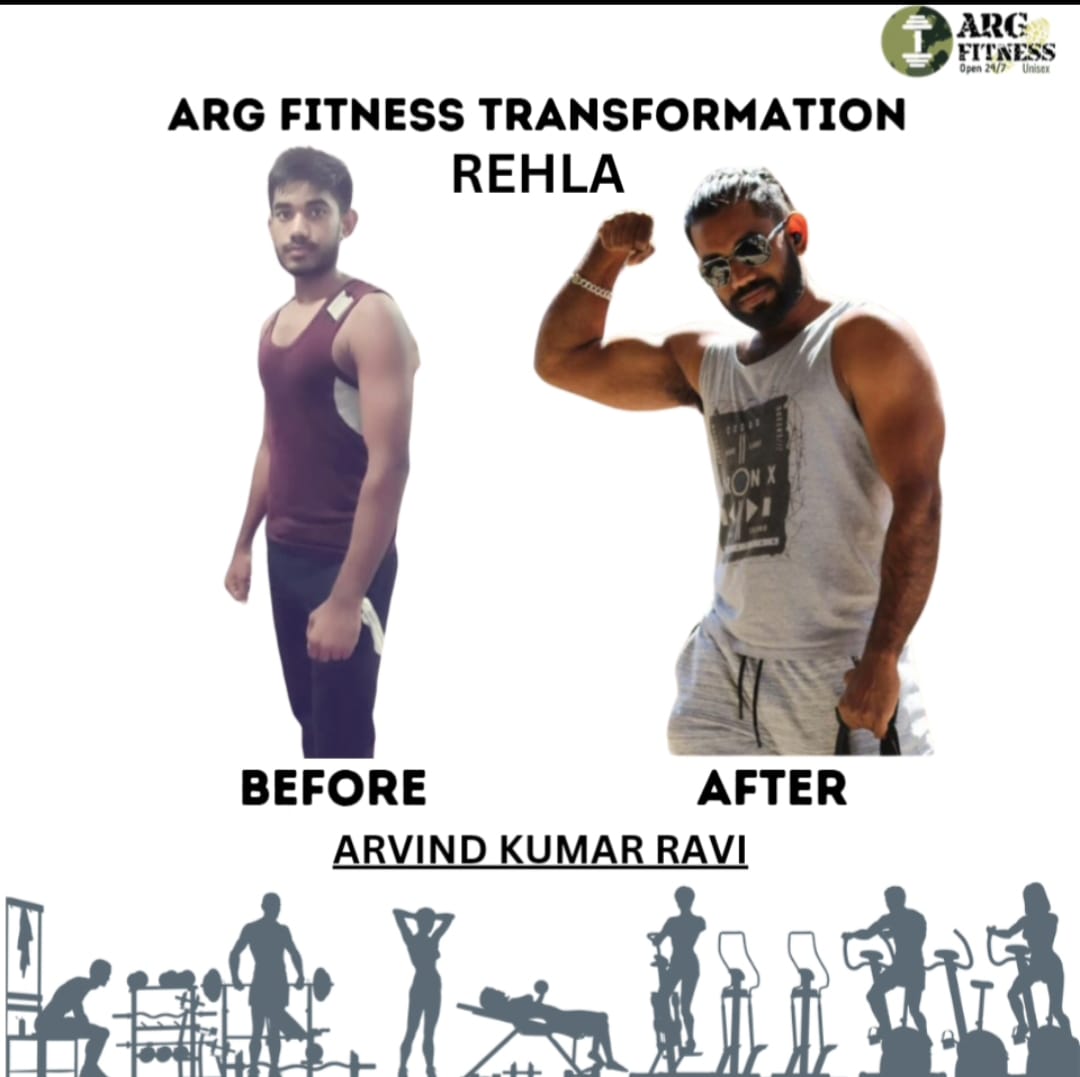 ARG
FITNESS
Open 24/7 Unisex
ARG FITNESS TRANSFORMATION
REHLA
BEFORE
AFTER
ARVIND KUMAR RAVI